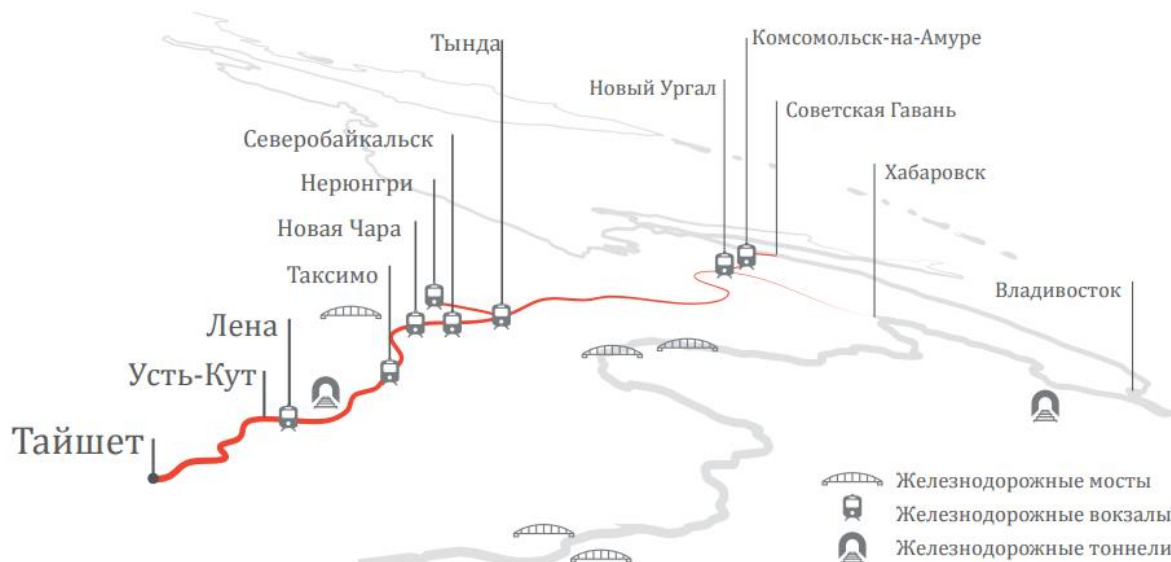 Тында
Комсомольск-на-Амуре
Новый Ургал
Советская Гавань
Северобайкальск
Хабаровск
Нерюнгри
Новая Чара
Таксимо
Владивосток
Лена
Усть-Кут
Тайшет
Железнодорожные мосты
Железнодорожные вокзалы
Железнодорожные тоннели